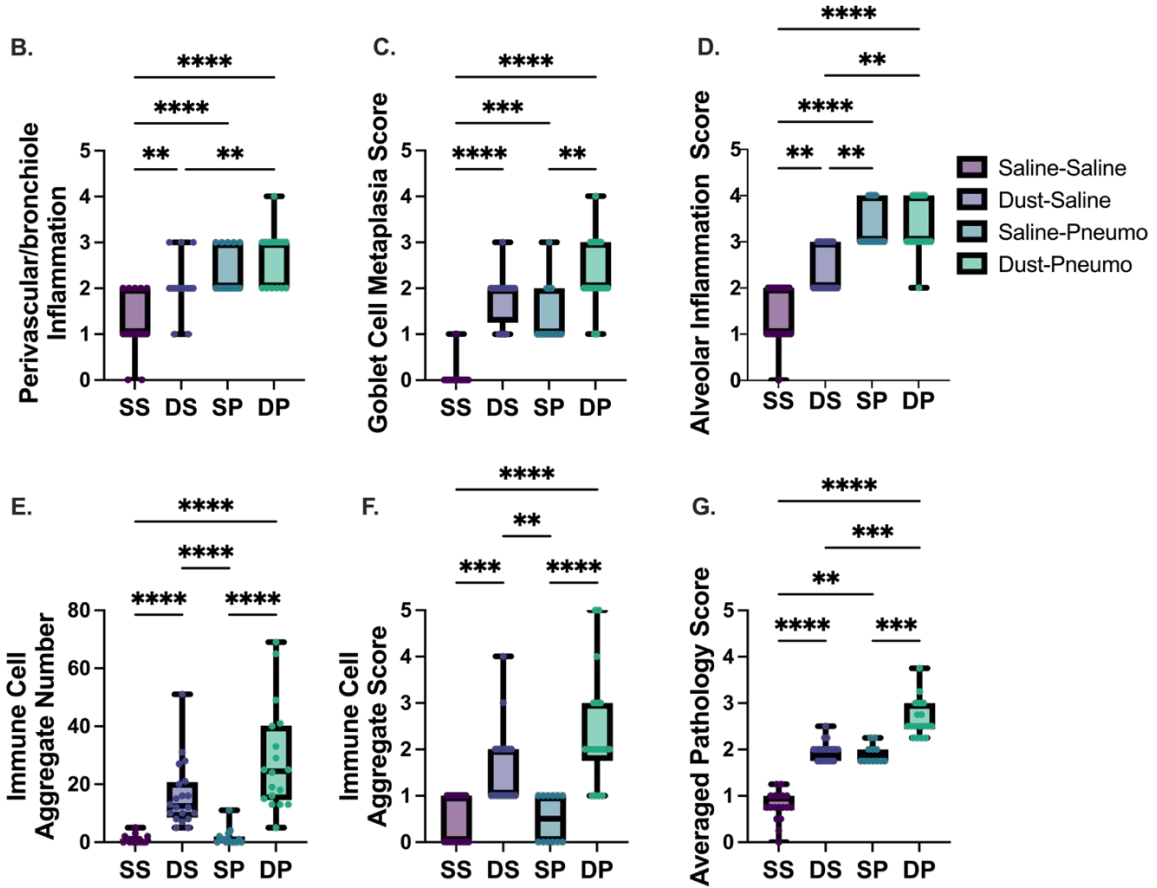 B.
****
****
** **
Perivascular/bronchiole
Inflammation
5
4
3
2
1
0
SS DS SP DP
C.
****
***
**** **
Goblet Cell Metaplasia Score
5
4
3
2
1
0
SS DS SP DP
D.
****
**
****
** **
Alveolar Inflammation Score
5
4
3
2
1
0
SS DS SP DP
Saline-Saline
Dust-Saline
Saline-Pneumo
Dust-Pneumo
E.
****
****
**** ****
Immune Cell
Aggregate Number
80
60
40
20
0
SS DS SP DP
F.
****
**
*** ****
Immune Cell
Aggregate Score
5
4
3
2
1
0
SS DS SP DP
G.
****
***
**
**** ***
Averaged Pathology Score
5
4
3
2
1
0
SS DS SP DP